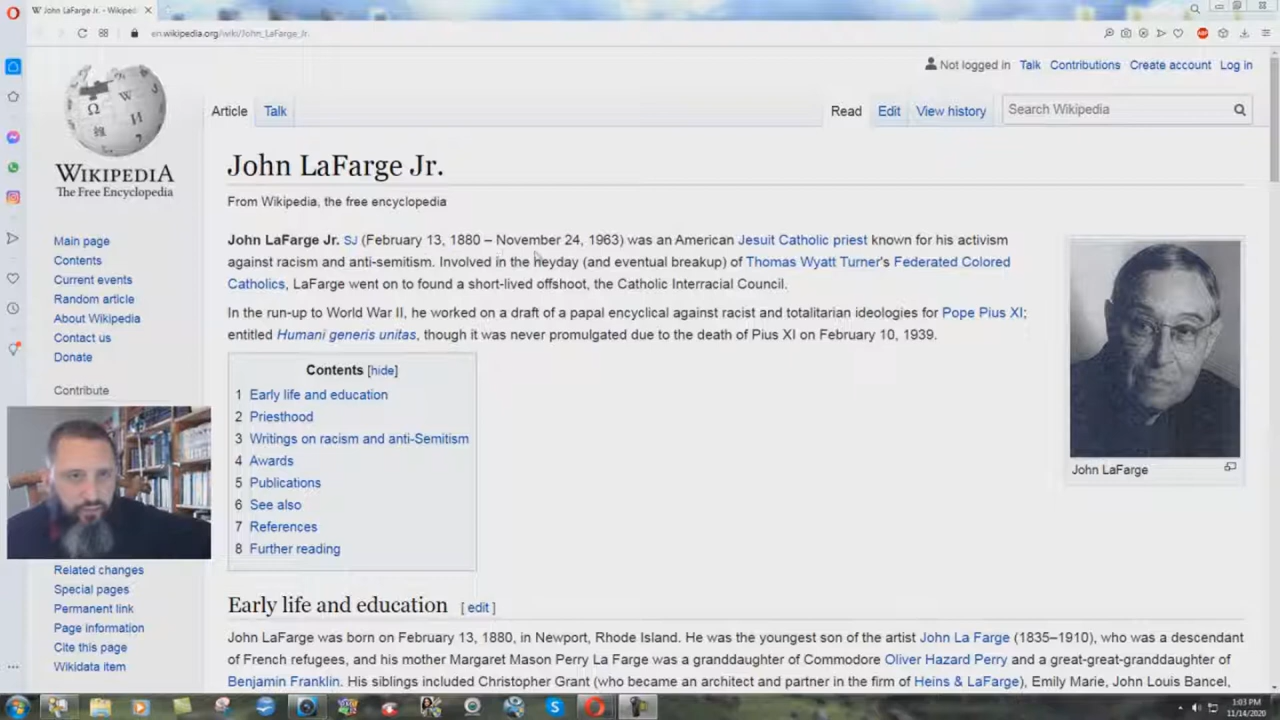 John LaFarge Jr. - Wikiped
en.wikipedia.org/wiki/John_LaFarge_Jr.
Not logged in Talk Contributions Create account Log in
Article Talk Read Edit View history Search Wikipedia
WIKIPEDIA
The Free Encyclopedia
Main page
Contents
Current events
Random article
About Wikipedia
Contact us
Donate
Contribute
Related changes
Special pages
Permanent link
Page information
Cite this page
Wikidata item
John LaFarge Jr.
From Wikipedia, the free encyclopedia
John LaFarge Jr. SJ (February 13, 1880 – November 24, 1963) was an American Jesuit Catholic priest known for his activism
against racism and anti-semitism. Involved in the heyday (and eventual breakup) of Thomas Wyatt Turner's Federated Colored
Catholics, LaFarge went on to found a short-lived offshoot, the Catholic Interracial Council.
In the run-up to World War II, he worked on a draft of a papal encyclical against racist and totalitarian ideologies for Pope Pius XI;
entitled Humani generis unitas, though it was never promulgated due to the death of Pius XI on February 10, 1939.
John LaFarge
Contents [hide]
1 Early life and education
2 Priesthood
3 Writings on racism and anti-Semitism
4 Awards
5 Publications
6 See also
7 References
8 Further reading
Early life and education [ edit ]
John LaFarge was born on February 13, 1880, in Newport, Rhode Island. He was the youngest son of the artist John La Farge (1835–1910), who was a descendant
of French refugees, and his mother Margaret Mason Perry La Farge was a granddaughter of Commodore Oliver Hazard Perry and a great-great-granddaughter of
Benjamin Franklin. His siblings included Christopher Grant (who became an architect and partner in the firm of Heins & LaFarge), Emily Marie, John Louis Bancel,
1:03 PM
11/14/2020